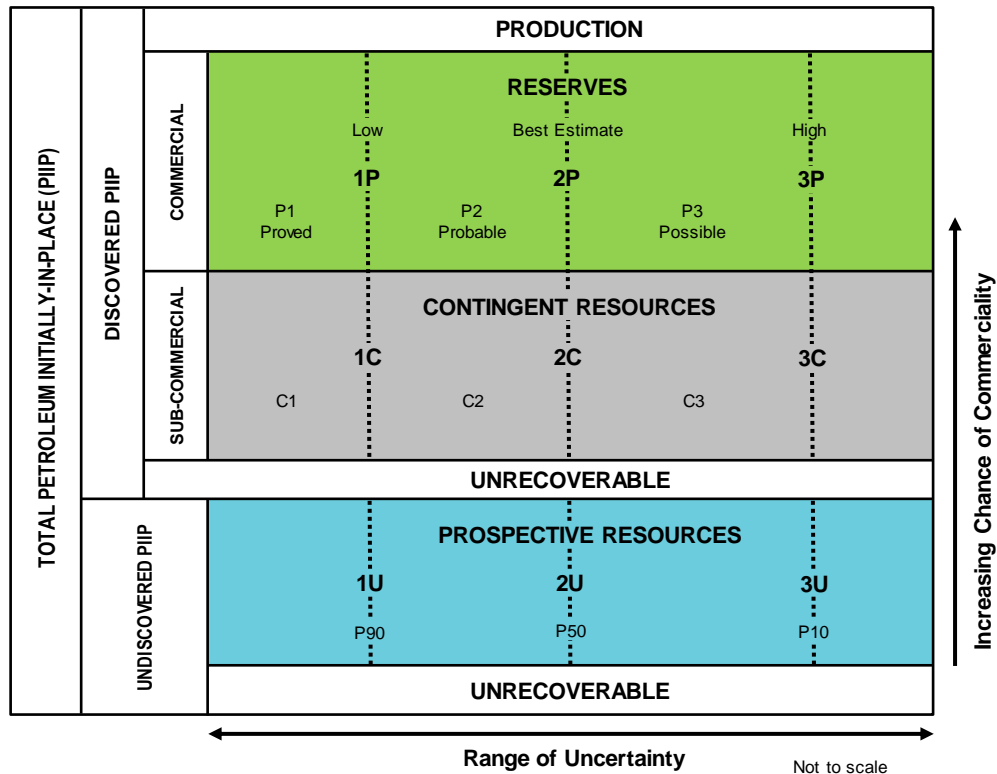 TOTAL PETROLEUM INITIALLY-IN-PLACE (PIIP)
DISCOVERED PIIP
UNDISCOVERED PIIP
COMMERCIAL
SUB-COMMERCIAL
PRODUCTION
RESERVES
Low Best Estimate High
1P 2P 3P
P1 P2 P3
Proved Probable Possible
CONTINGENT RESOURCES
1C 2C 3C
C1 C2 C3
UNRECOVERABLE
PROSPECTIVE RESOURCES
1U 2U 3U
P90 P50 P10
UNRECOVERABLE
Increasing Chance of Commerciality
Range of Uncertainty
Not to scale